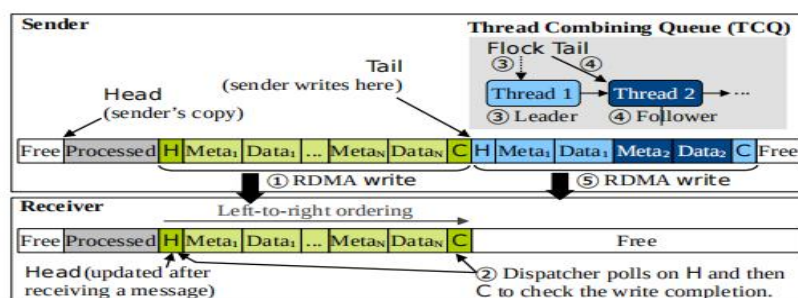 Sender
Thread Combining Queue (TCQ)
Flock Tail
③ ④
Tail
(sender writes here)
Thread 1 Thread 2 ...
Head
(sender's copy)
③ Leader ④ Follower
Free Processed H Meta₁ Data₁ ... Metaₙ Dataₙ C H Meta₁ Data₁ Meta₂ Data₂ C Free
① RDMA write ⑤ RDMA write
Receiver
Left-to-right ordering
Free Processed H Meta₁ Data₁ ... Metaₙ Dataₙ C Free
Head (updated after
receiving a message)
② Dispatcher polls on H and then
C to check the write completion.